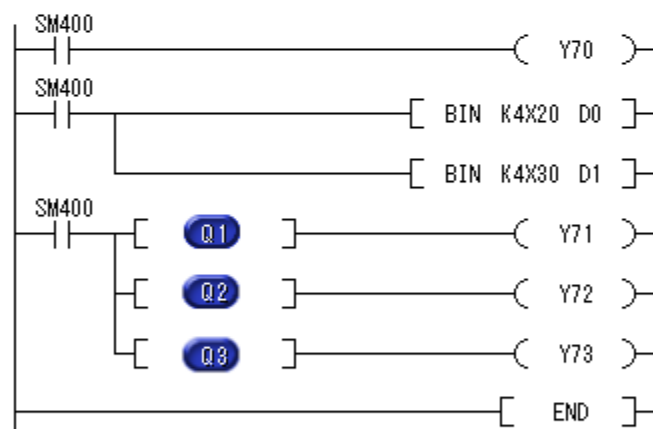 SM400
Y70
SM400
BIN K4X20 D0
BIN K4X30 D1
SM400
Q1 Y71
Q2 Y72
Q3 Y73
END